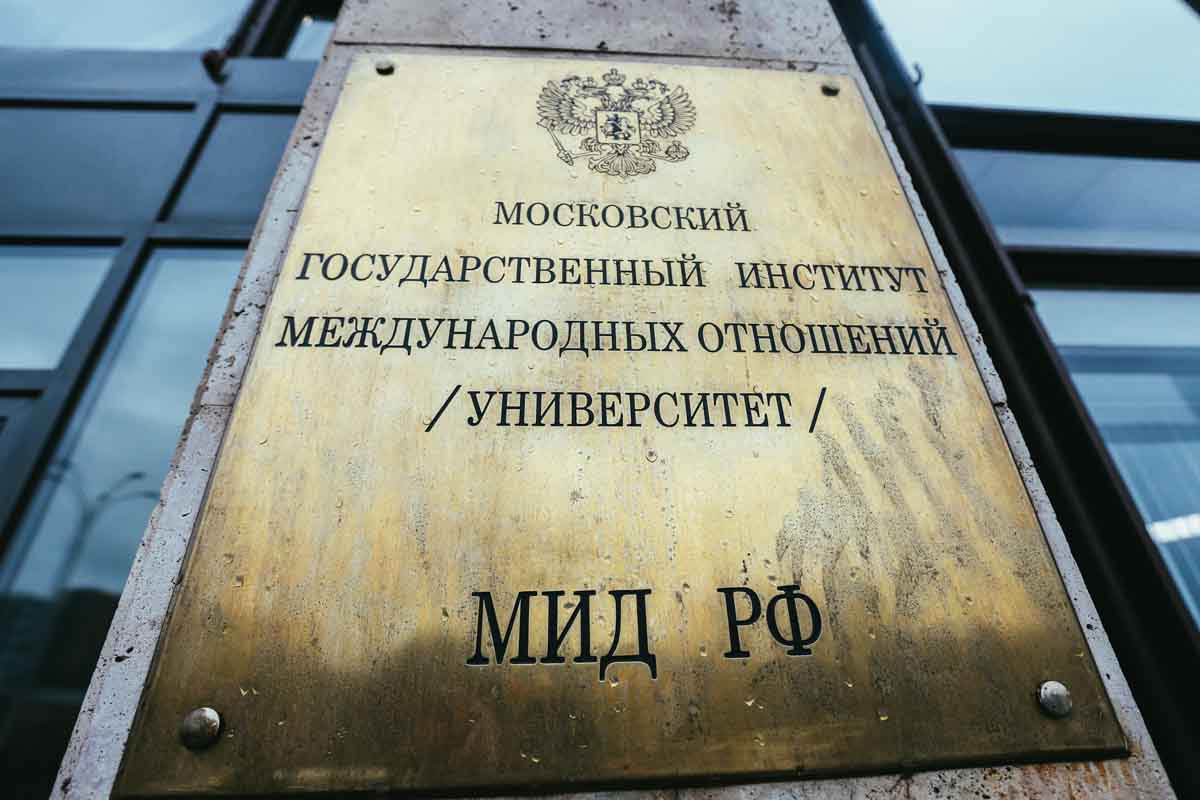 МОСКОВСКИЙ
ГОСУДАРСТВЕННЫЙ ИНСТИТУТ
МЕЖДУНАРОДНЫХ ОТНОШЕНИЙ
/УНИВЕРСИТЕТ/
МИД РФ